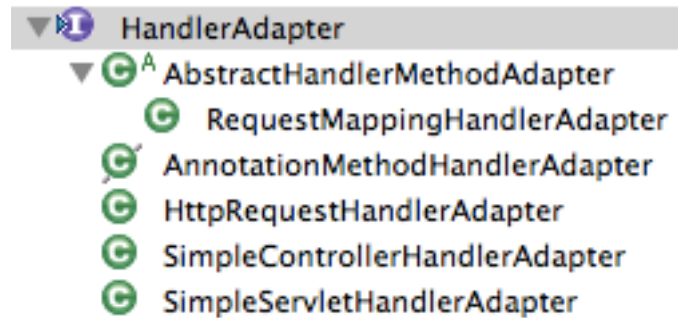 HandlerAdapter
AbstractHandlerMethodAdapter
RequestMappingHandlerAdapter
AnnotationMethodHandlerAdapter
HttpRequestHandlerAdapter
SimpleControllerHandlerAdapter
SimpleServletHandlerAdapter